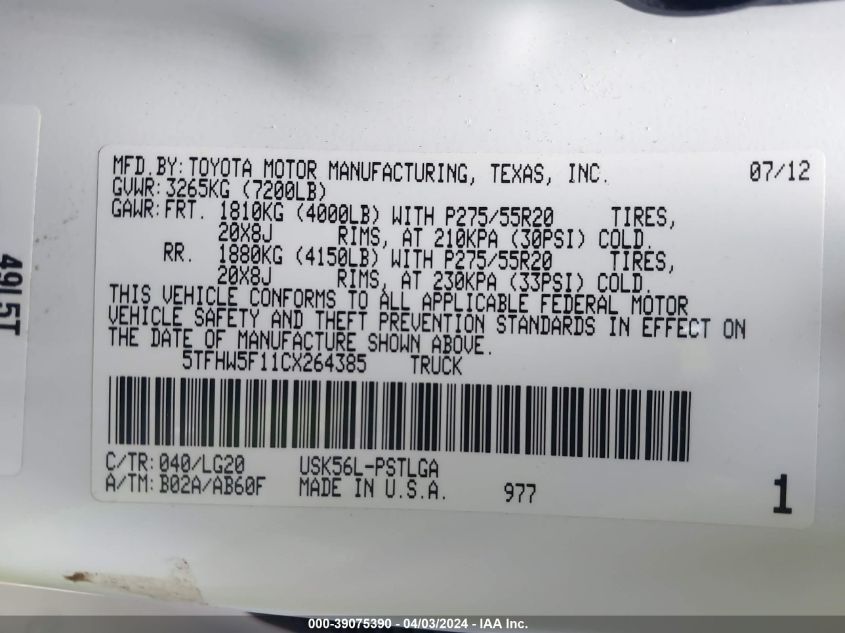 MFD.BY: TOYOTA MOTOR MANUFACTURING, TEXAS, INC. 07/12
GVWR: 3265KG (7200LB)
GAWR: FRT. 1810KG (4000LB) WITH P275/55R20 TIRES,
20X8J RIMS, AT 210KPA (30PSI) COLD.
RR. 1880KG (4150LB) WITH P275/55R20 TIRES,
20X8J RIMS, AT 230KPA (33PSI) COLD.
THIS VEHICLE CONFORMS TO ALL APPLICABLE FEDERAL MOTOR
VEHICLE SAFETY AND THEFT PREVENTION STANDARDS IN EFFECT ON
THE DATE OF MANUFACTURE SHOWN ABOVE.
5TFHW5F11CX264385 TRUCK
C/TR: 040/LG20 USK56L-PSTLGA
A/TM: B02A/AB60F MADE IN U.S.A. 977 1
49L5T
000-39075390 - 04/03/2024 - IAA Inc.